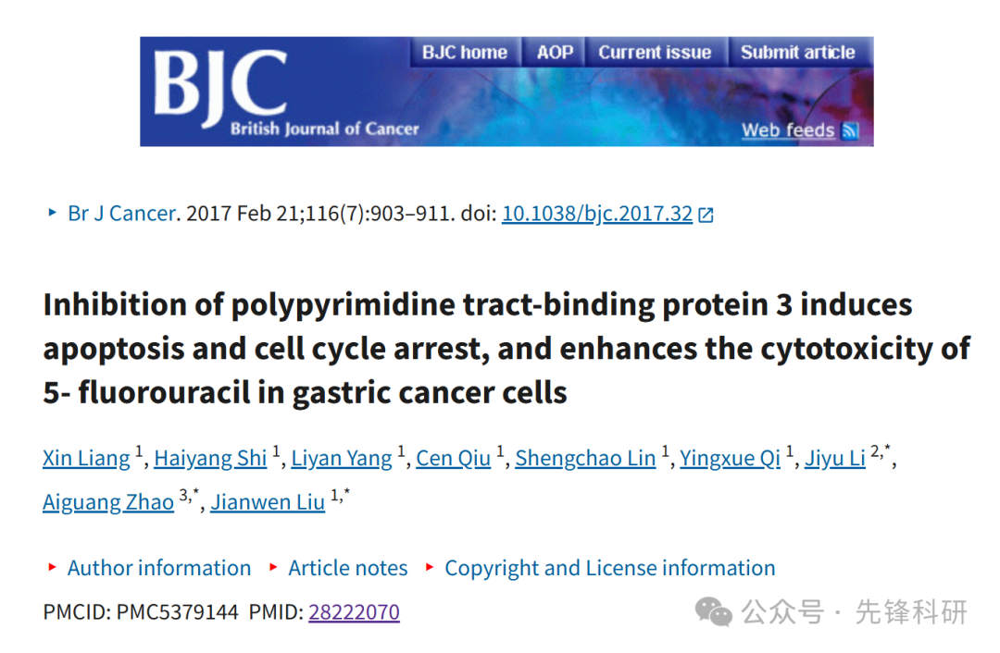 BJC home AOP Current issue Submit article
BJC
British Journal of Cancer
Web feeds
Br J Cancer. 2017 Feb 21;116(7):903–911. doi: 10.1038/bjc.2017.32
Inhibition of polypyrimidine tract-binding protein 3 induces
apoptosis and cell cycle arrest, and enhances the cytotoxicity of
5- fluorouracil in gastric cancer cells
Xin Liang 1, Haiyang Shi 1, Liyan Yang 1, Cen Qiu 1, Shengchao Lin 1, Yingxue Qi 1, Jiyu Li 2,*,
Aiguang Zhao 3,*, Jianwen Liu 1,*
Author information Article notes Copyright and License information
PMCID: PMC5379144 PMID: 28222070
公众号 · 先锋科研